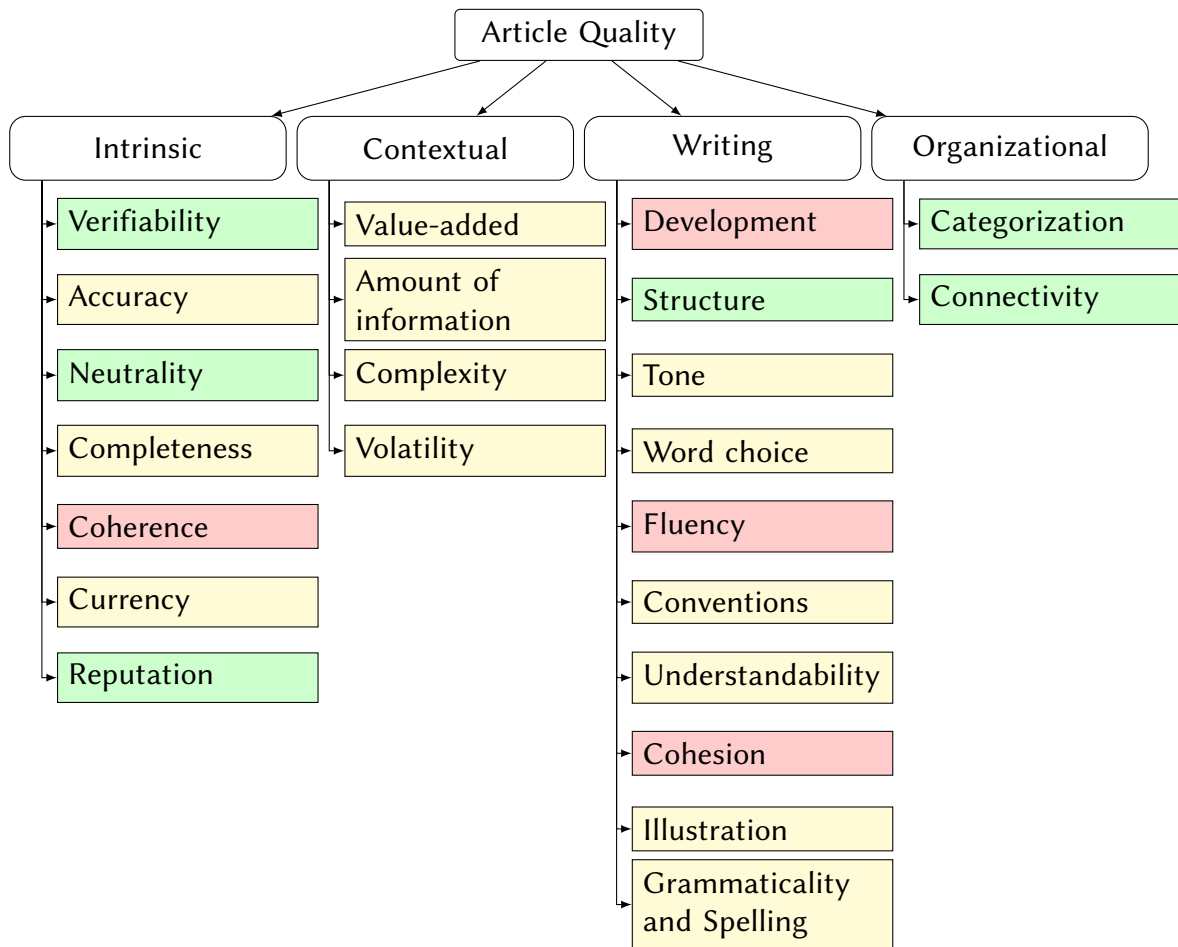 Article Quality
Intrinsic
Contextual
Writing
Organizational
Verifiability
Accuracy
Neutrality
Completeness
Coherence
Currency
Reputation
Value-added
Amount of
information
Complexity
Volatility
Development
Structure
Tone
Word choice
Fluency
Conventions
Understandability
Cohesion
Illustration
Grammaticality
and Spelling
Categorization
Connectivity